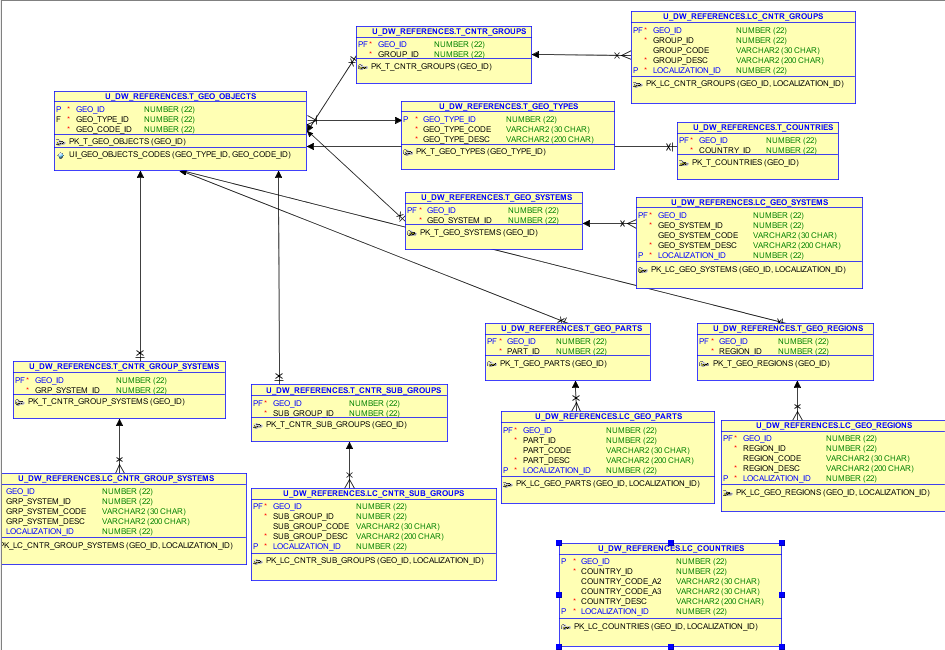 U_DW_REFERENCES.T_CNTR_GROUPS
PF* GEO_ID NUMBER (22)
* GROUP_ID NUMBER (22)
PK_T_CNTR_GROUPS (GEO_ID)
U_DW_REFERENCES.LC_CNTR_GROUPS
PF* GEO_ID NUMBER (22)
* GROUP_ID NUMBER (22)
GROUP_CODE VARCHAR2 (30 CHAR)
* GROUP_DESC VARCHAR2 (200 CHAR)
P * LOCALIZATION_ID NUMBER (22)
PK_LC_CNTR_GROUPS (GEO_ID, LOCALIZATION_ID)
U_DW_REFERENCES.T_GEO_OBJECTS
P * GEO_ID NUMBER (22)
F * GEO_TYPE_ID NUMBER (22)
* GEO_CODE_ID NUMBER (22)
PK_T_GEO_OBJECTS (GEO_ID)
UI_GEO_OBJECTS_CODES (GEO_TYPE_ID, GEO_CODE_ID)
U_DW_REFERENCES.T_GEO_TYPES
P * GEO_TYPE_ID NUMBER (22)
* GEO_TYPE_CODE VARCHAR2 (30 CHAR)
* GEO_TYPE_DESC VARCHAR2 (200 CHAR)
PK_T_GEO_TYPES (GEO_TYPE_ID)
U_DW_REFERENCES.T_COUNTRIES
PF* GEO_ID NUMBER (22)
* COUNTRY_ID NUMBER (22)
PK_T_COUNTRIES (GEO_ID)
U_DW_REFERENCES.T_GEO_SYSTEMS
PF* GEO_ID NUMBER (22)
* GEO_SYSTEM_ID NUMBER (22)
PK_T_GEO_SYSTEMS (GEO_ID)
U_DW_REFERENCES.LC_GEO_SYSTEMS
PF* GEO_ID NUMBER (22)
* GEO_SYSTEM_ID NUMBER (22)
GEO_SYSTEM_CODE VARCHAR2 (30 CHAR)
* GEO_SYSTEM_DESC VARCHAR2 (200 CHAR)
P * LOCALIZATION_ID NUMBER (22)
PK_LC_GEO_SYSTEMS (GEO_ID, LOCALIZATION_ID)
U_DW_REFERENCES.T_GEO_PARTS
PF* GEO_ID NUMBER (22)
* PART_ID NUMBER (22)
PK_T_GEO_PARTS (GEO_ID)
U_DW_REFERENCES.T_GEO_REGIONS
PF* GEO_ID NUMBER (22)
* REGION_ID NUMBER (22)
PK_T_GEO_REGIONS (GEO_ID)
U_DW_REFERENCES.T_CNTR_GROUP_SYSTEMS
PF* GEO_ID NUMBER (22)
* GRP_SYSTEM_ID NUMBER (22)
PK_T_CNTR_GROUP_SYSTEMS (GEO_ID)
U_DW_REFERENCES.T_CNTR_SUB_GROUPS
PF* GEO_ID NUMBER (22)
* SUB_GROUP_ID NUMBER (22)
PK_T_CNTR_SUB_GROUPS (GEO_ID)
U_DW_REFERENCES.LC_GEO_PARTS
PF* GEO_ID NUMBER (22)
* PART_ID NUMBER (22)
PART_CODE VARCHAR2 (30 CHAR)
* PART_DESC VARCHAR2 (200 CHAR)
P * LOCALIZATION_ID NUMBER (22)
PK_LC_GEO_PARTS (GEO_ID, LOCALIZATION_ID)
U_DW_REFERENCES.LC_GEO_REGIONS
PF* GEO_ID NUMBER (22)
* REGION_ID NUMBER (22)
REGION_CODE VARCHAR2 (30 CHAR)
* REGION_DESC VARCHAR2 (200 CHAR)
P * LOCALIZATION_ID NUMBER (22)
PK_LC_GEO_REGIONS (GEO_ID, LOCALIZATION_ID)
U_DW_REFERENCES.LC_CNTR_GROUP_SYSTEMS
GEO_ID NUMBER (22)
GRP_SYSTEM_ID NUMBER (22)
GRP_SYSTEM_CODE VARCHAR2 (30 CHAR)
GRP_SYSTEM_DESC VARCHAR2 (200 CHAR)
LOCALIZATION_ID NUMBER (22)
PK_LC_CNTR_GROUP_SYSTEMS (GEO_ID, LOCALIZATION_ID)
U_DW_REFERENCES.LC_CNTR_SUB_GROUPS
PF* GEO_ID NUMBER (22)
* SUB_GROUP_ID NUMBER (22)
SUB_GROUP_CODE VARCHAR2 (30 CHAR)
* SUB_GROUP_DESC VARCHAR2 (200 CHAR)
P * LOCALIZATION_ID NUMBER (22)
PK_LC_CNTR_SUB_GROUPS (GEO_ID, LOCALIZATION_ID)
U_DW_REFERENCES.LC_COUNTRIES
P * GEO_ID NUMBER (22)
* COUNTRY_ID NUMBER (22)
COUNTRY_CODE_A2 VARCHAR2 (30 CHAR)
COUNTRY_CODE_A3 VARCHAR2 (30 CHAR)
* COUNTRY_DESC VARCHAR2 (200 CHAR)
P * LOCALIZATION_ID NUMBER (22)
PK_LC_COUNTRIES (GEO_ID, LOCALIZATION_ID)